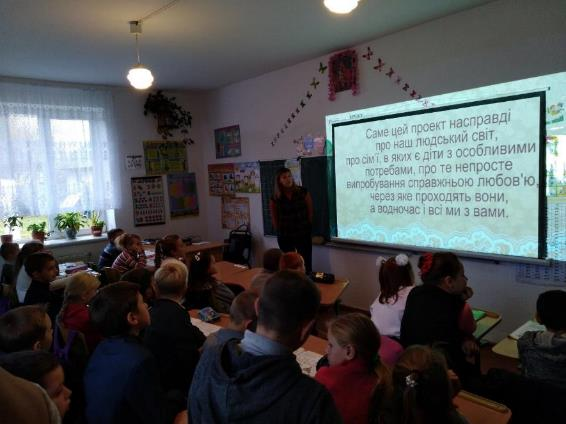 Саме цей проект насправді
про наш людський світ,
про сім'ї, в яких є діти з особливими
потребами, про те непросте
випробування справжньою любов'ю,
через яке проходять вони,
а водночас і всі ми з вами.